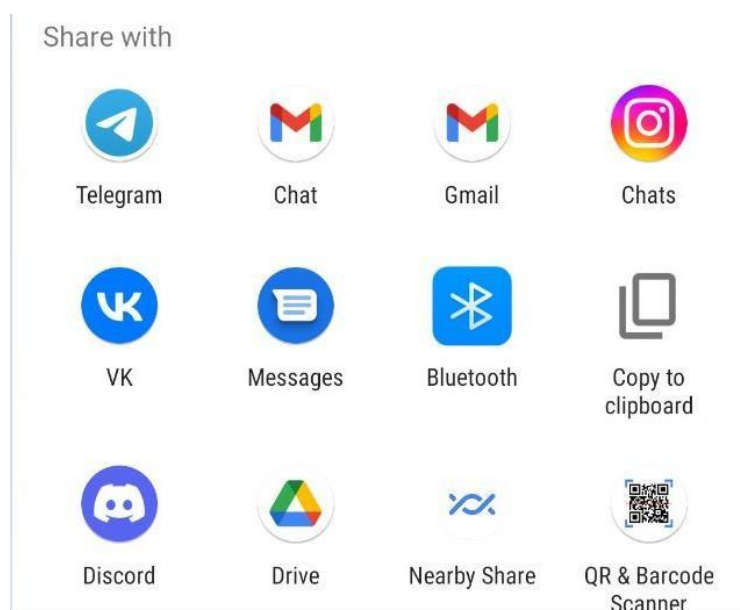 Share with
Telegram
Chat
Gmail
Chats
VK
Messages
Bluetooth
Copy to
clipboard
Discord
Drive
Nearby Share
QR & Barcode
Scanner